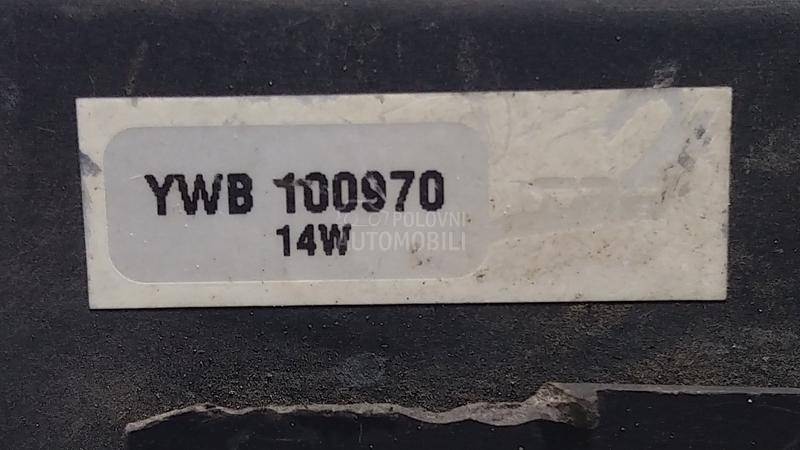 YWB 100970
14W
POLOVNI
AUTOMOBILI